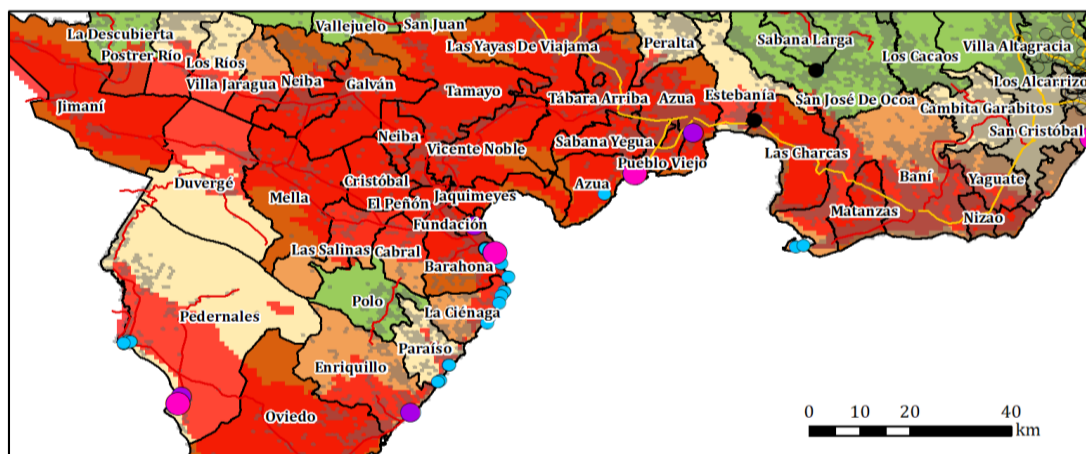 Vallejuelo
San Juan
La Descubierta
Postrer Río
Los Ríos
Villa Jaragua
Neiba
Galván
Las Yayas De Viajama
Peralta
Sabana Larga
Los Cacaos
Villa Altagracia
Los Alcarrizo
Jimaní
Tamayo
Tábara Arriba
Azua
Estebanía
San José De Ocoa
Cambita Garabitos
San Cristóbal
Neiba
Vicente Noble
Sabana Yegua
Pueblo Viejo
Las Charcas
Duvergé
Cristóbal
Mella
El Peñón
Jaquimeyes
Azua
Baní
Yaguate
Matanzas
Nizao
Fundación
Las Salinas
Cabral
Barahona
Polo
La Ciénaga
Pedernales
Paraíso
Enriquillo
Oviedo
0 10 20 40
km